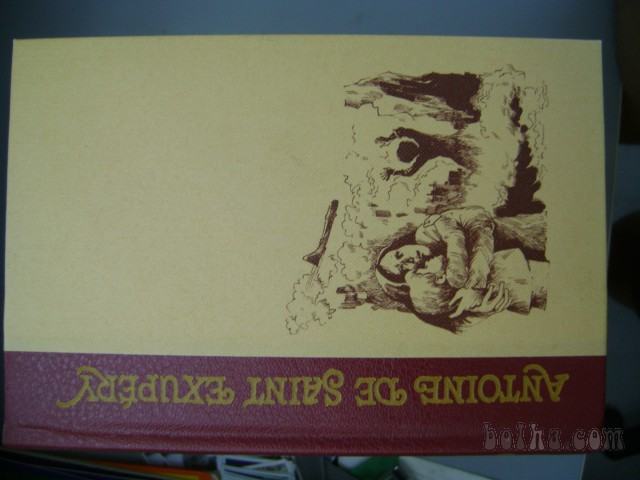 ANTOINE DE SAINT EXUPÉRY
bolha.com